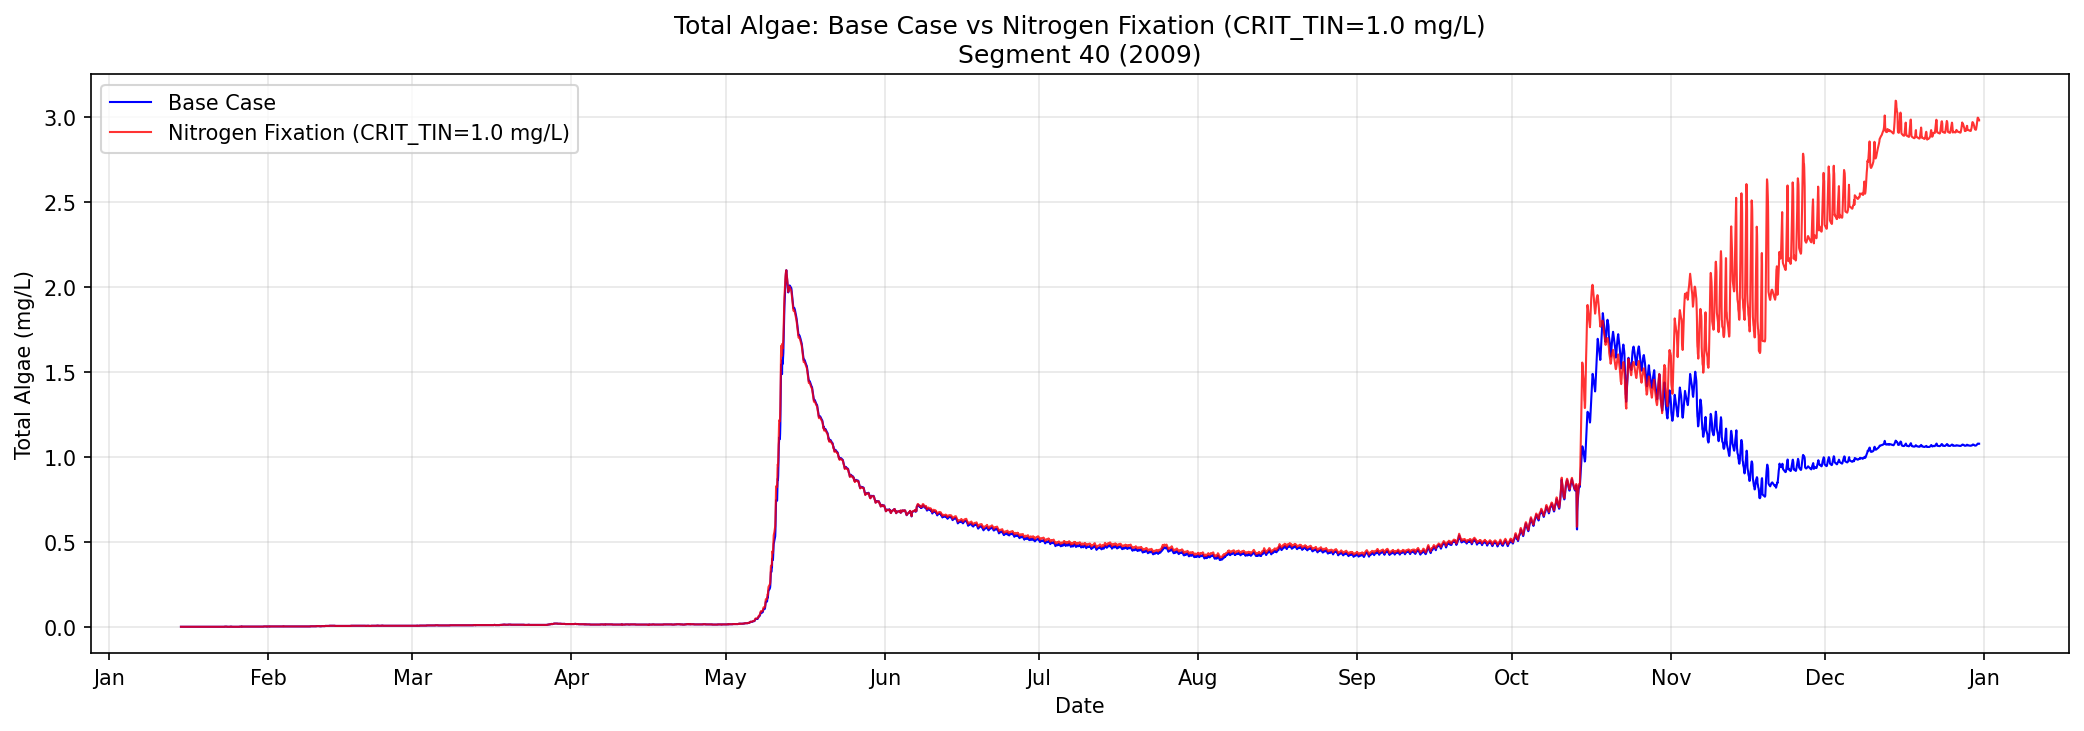 Total Algae: Base Case vs Nitrogen Fixation (CRIT_TIN=1.0 mg/L)
Segment 40 (2009)
Base Case
Nitrogen Fixation (CRIT_TIN=1.0 mg/L)
Total Algae (mg/L)
3.0
2.5
2.0
1.5
1.0
0.5
0.0
Jan Feb Mar Apr May Jun Jul Aug Sep Oct Nov Dec Jan
Date